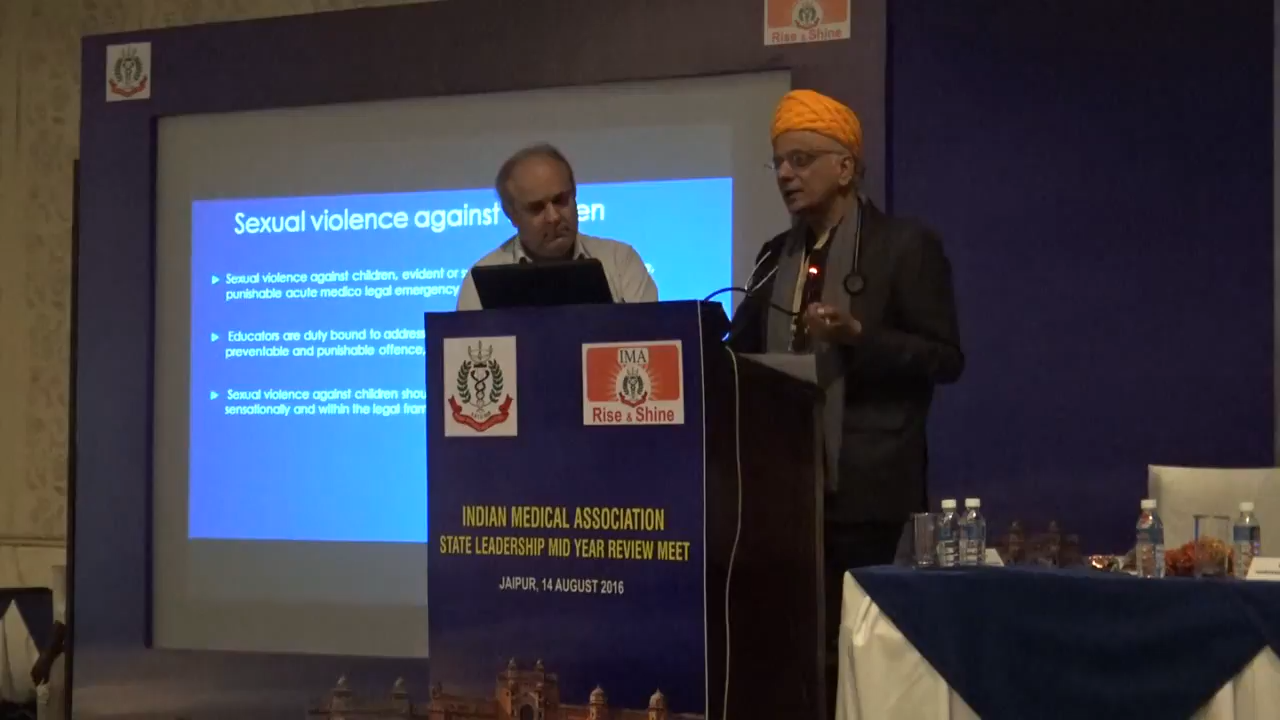 Rise & Shine
Sexual violence against
Sexual violence against children, evident or
punishable acute medico legal emergency
Educators are duty bound to address
preventable and punishable offence,
Sexual violence against children
sensationally and within the legal
IMA
Rise & Shine
INDIAN MEDICAL ASSOCIATION
STATE LEADERSHIP MID YEAR REVIEW MEET
JAIPUR, 14 AUGUST 2016